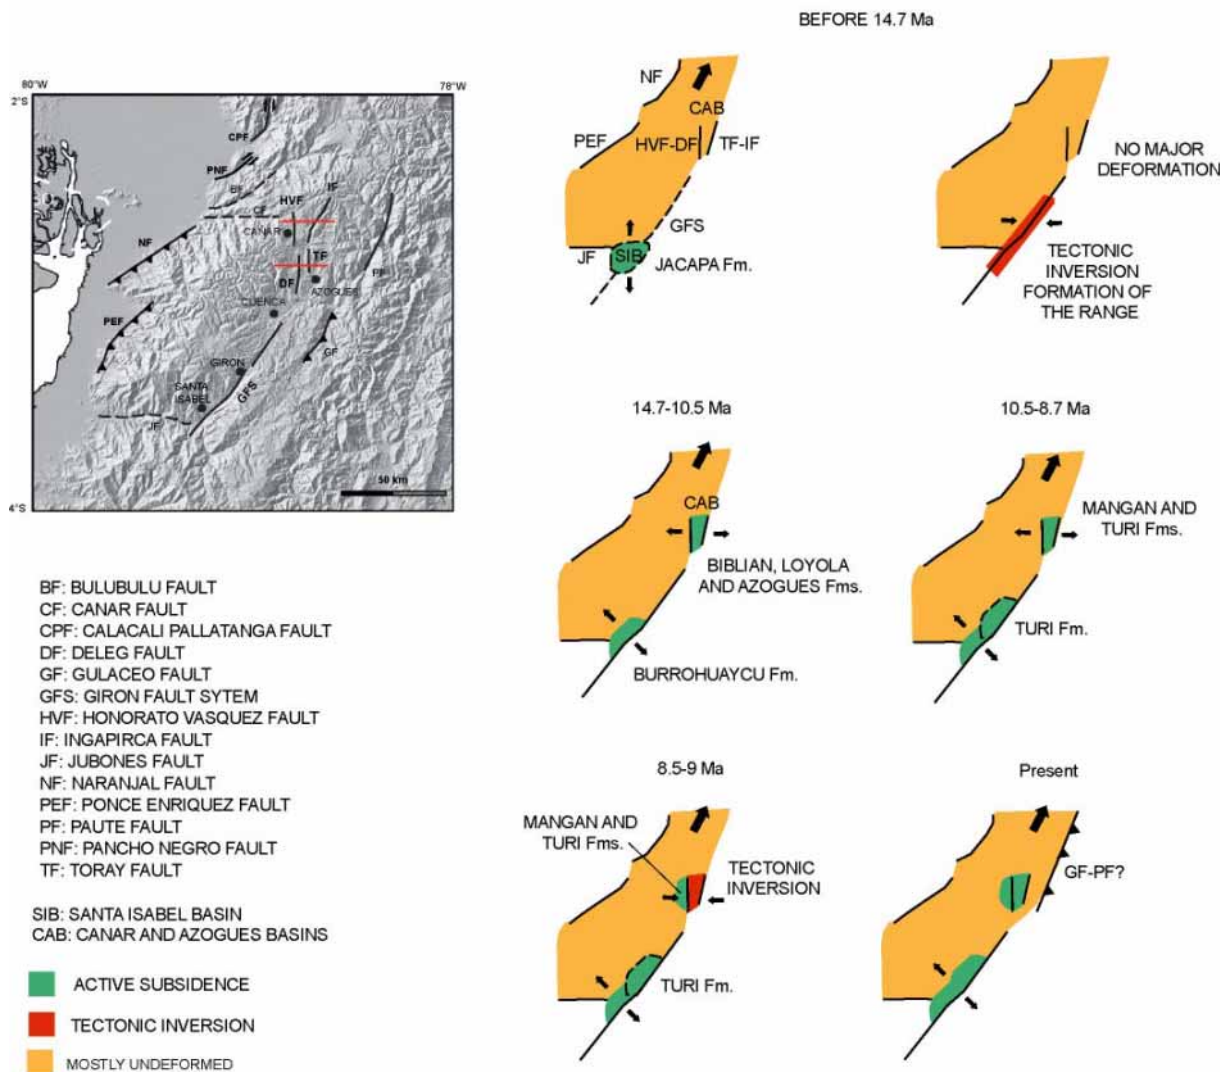 80°W
78°W
2°S
CPF
PNF
BF
IF
HVF
CF
CANAR
NF
TF
PF
DF
AZOGUES
CUENCA
PEF
GF
GIRON
SANTA
ISABEL
GFS
JF
50 km
4°S
BF: BULUBULU FAULT
CF: CANAR FAULT
CPF: CALACALI PALLATANGA FAULT
DF: DELEG FAULT
GF: GULACEO FAULT
GFS: GIRON FAULT SYTEM
HVF: HONORATO VASQUEZ FAULT
IF: INGAPIRCA FAULT
JF: JUBONES FAULT
NF: NARANJAL FAULT
PEF: PONCE ENRIQUEZ FAULT
PF: PAUTE FAULT
PNF: PANCHO NEGRO FAULT
TF: TORAY FAULT
SIB: SANTA ISABEL BASIN
CAB: CANAR AND AZOGUES BASINS
ACTIVE SUBSIDENCE
TECTONIC INVERSION
MOSTLY UNDEFORMED
BEFORE 14.7 Ma
NF
CAB
PEF
HVF-DF
TF-IF
GFS
JF
SIB
JACAPA Fm.
NO MAJOR
DEFORMATION
TECTONIC
INVERSION
FORMATION OF
THE RANGE
14.7-10.5 Ma
CAB
BIBLIAN, LOYOLA
AND AZOGUES Fms.
BURROHUAYCU Fm.
10.5-8.7 Ma
MANGAN AND
TURI Fms.
TURI Fm.
8.5-9 Ma
MANGAN AND
TURI Fms.
TECTONIC
INVERSION
TURI Fm.
Present
GF-PF?